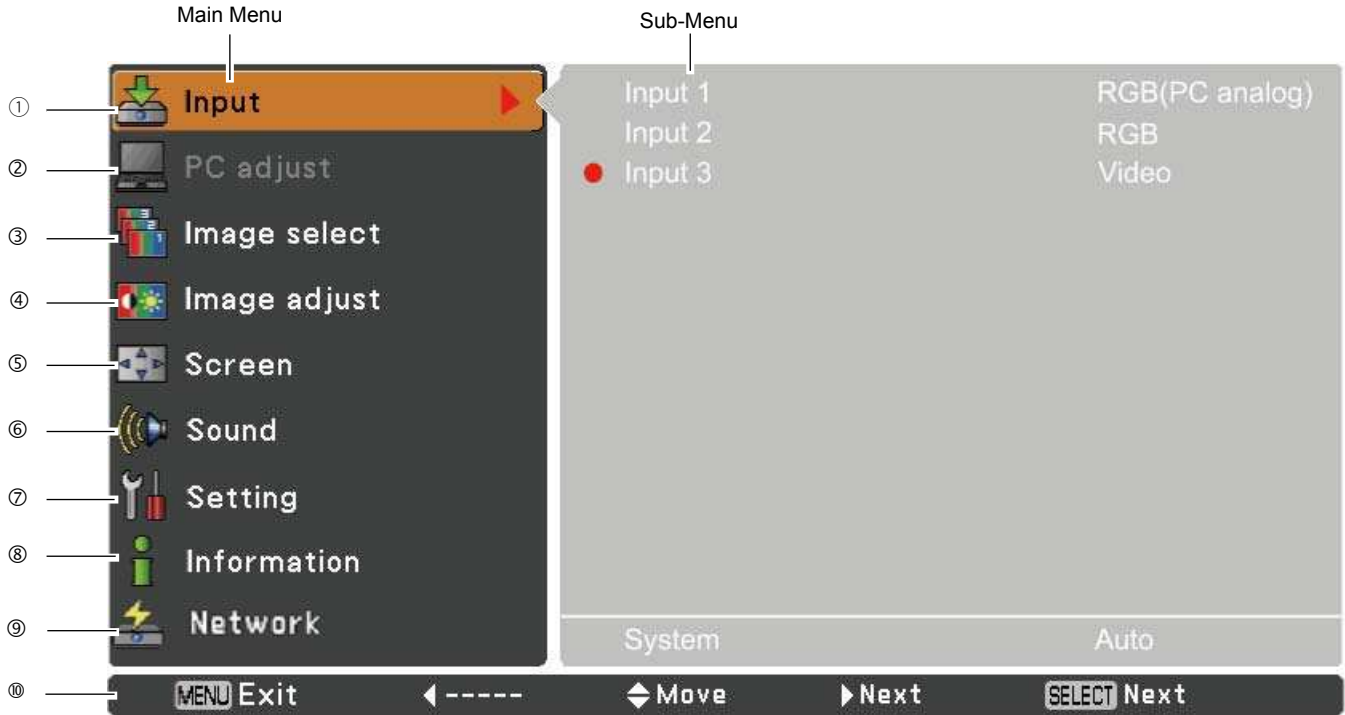 Main Menu
Sub-Menu
① Input
② PC adjust
③ Image select
④ Image adjust
⑤ Screen
⑥ Sound
⑦ Setting
⑧ Information
⑨ Network
Input 1 RGB(PC analog)
Input 2 RGB
Input 3 Video
System Auto
⑩ MENU Exit ◀----- Move ▶Next SELECT Next